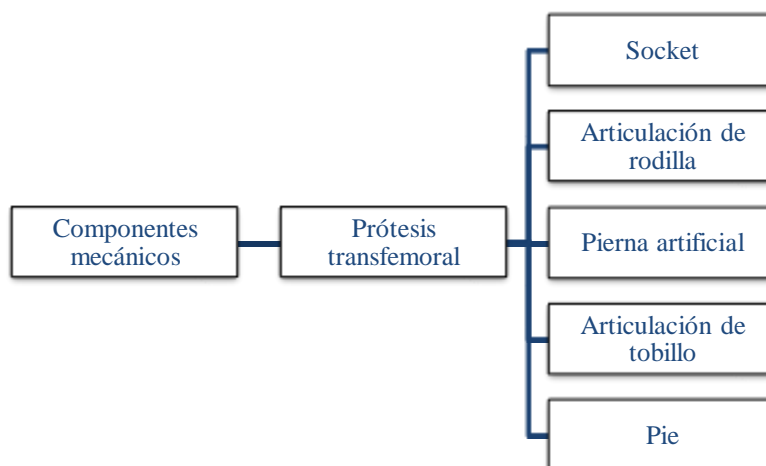 Componentes
mecánicos
Prótesis
transfemoral
Socket
Articulación de
rodilla
Pierna artificial
Articulación de
tobillo
Pie